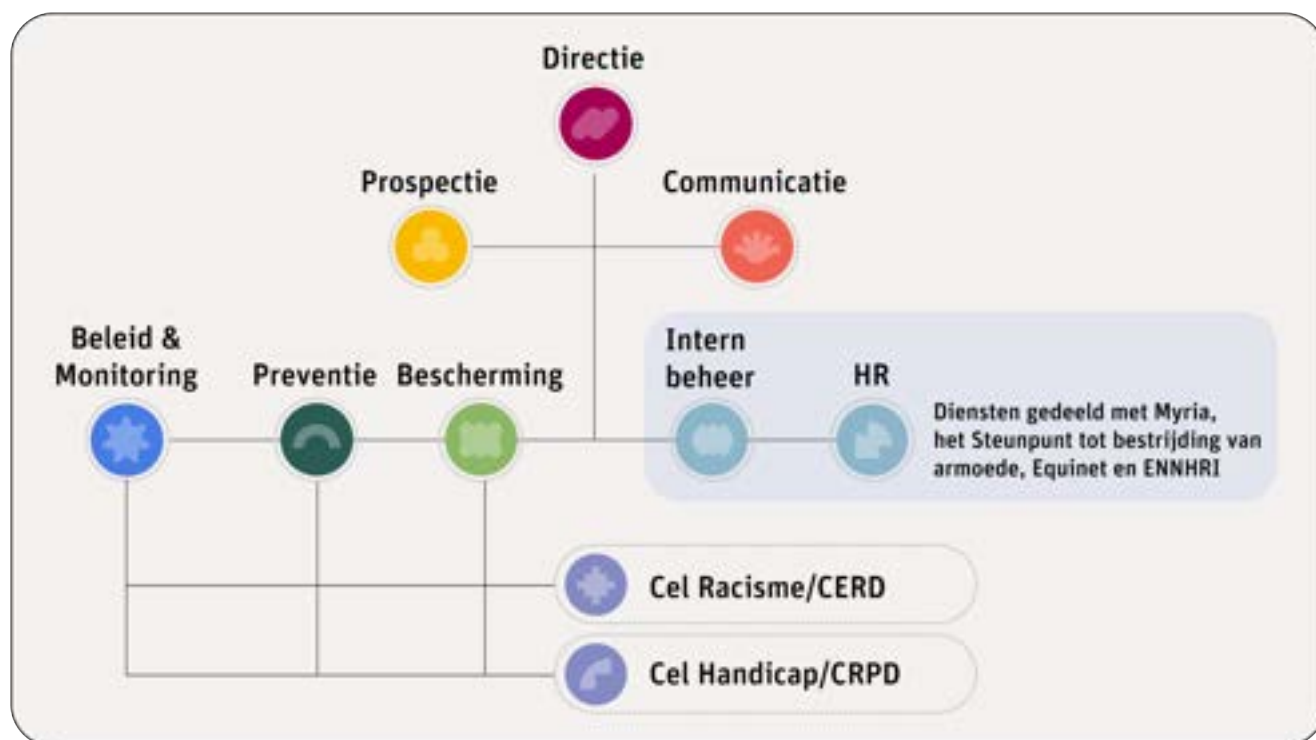 Directie
Prospectie
Communicatie
Beleid &
Monitoring
Preventie
Bescherming
Intern
beheer
HR
Diensten gedeeld met Myria,
het Steunpunt tot bestrijding van
armoede, Equinet en ENNHRI
Cel Racisme/CERD
Cel Handicap/CRPD